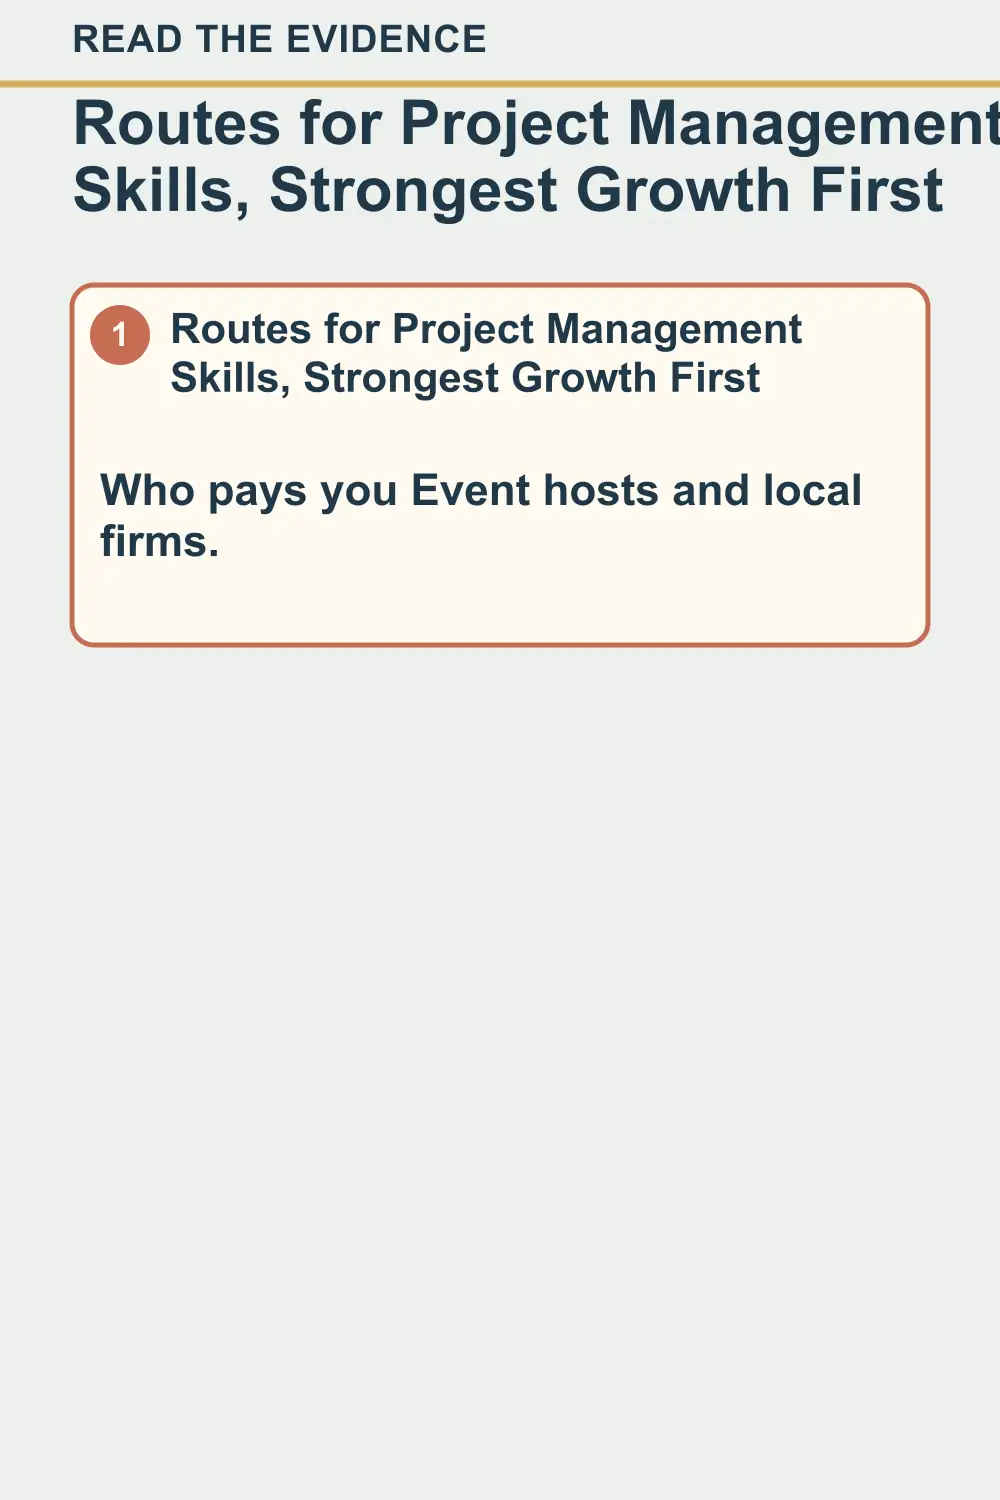 READ THE EVIDENCE
Routes for Project Management
Skills, Strongest Growth First
1
Routes for Project Management
Skills, Strongest Growth First
Who pays you Event hosts and local
firms.